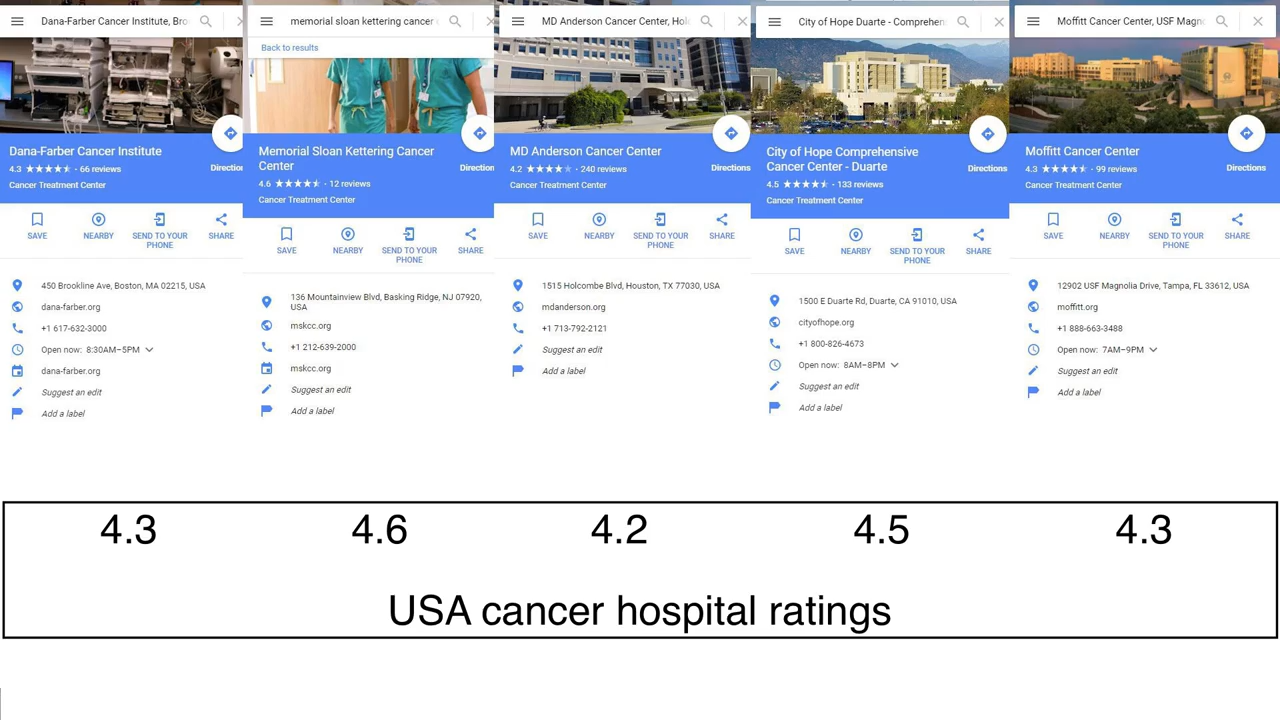 Dana-Farber Cancer Institute, Bro
Dana-Farber Cancer Institute
4.3 ★★★★★ · 66 reviews
Cancer Treatment Center
Directions
SAVE
NEARBY
SEND TO YOUR PHONE
SHARE
450 Brookline Ave, Boston, MA 02215, USA
dana-farber.org
+1 617-632-3000
Open now: 8:30AM–5PM
dana-farber.org
Suggest an edit
Add a label
memorial sloan kettering cancer
Back to results
Memorial Sloan Kettering Cancer
Center
4.6 ★★★★★ · 12 reviews
Cancer Treatment Center
Direction
SAVE
NEARBY
SEND TO YOUR
PHONE
SHARE
136 Mountainview Blvd, Basking Ridge, NJ 07920,
USA
mskcc.org
+1 212-639-2000
mskcc.org
Suggest an edit
Add a label
MD Anderson Cancer Center, Hol
MD Anderson Cancer Center
4.2 ★★★★★ · 240 reviews
Cancer Treatment Center
Directions
SAVE
NEARBY
SEND TO YOUR
PHONE
SHARE
1515 Holcombe Blvd, Houston, TX 77030, USA
mdanderson.org
+1 713-792-2121
Suggest an edit
Add a label
City of Hope Duarte - Comprehen
City of Hope Comprehensive
Cancer Center - Duarte
4.5 ★★★★★ · 133 reviews
Cancer Treatment Center
Directions
SAVE
NEARBY
SEND TO YOUR
PHONE
SHARE
1500 E Duarte Rd, Duarte, CA 91010, USA
cityofhope.org
+1 800-826-4673
Open now: 8AM–8PM
Suggest an edit
Add a label
Moffitt Cancer Center, USF Magno
Moffitt Cancer Center
4.3 ★★★★★ · 99 reviews
Cancer Treatment Center
Directions
SAVE
NEARBY
SEND TO YOUR
PHONE
SHARE
12902 USF Magnolia Drive, Tampa, FL 33612, USA
moffitt.org
+1 888-663-3488
Open now: 7AM–9PM
Suggest an edit
Add a label
4.3 4.6 4.2 4.5 4.3
USA cancer hospital ratings